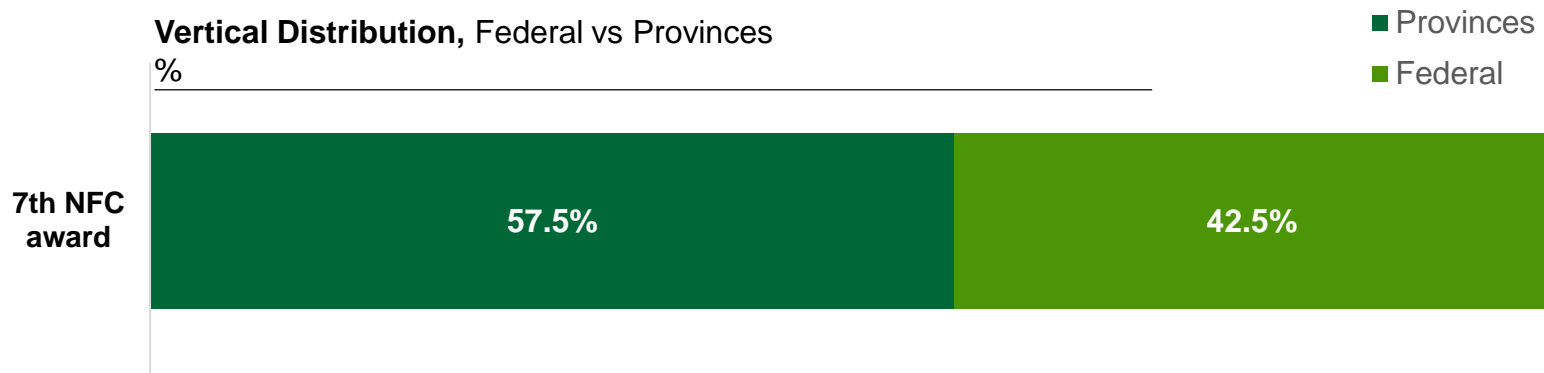 Vertical Distribution, Federal vs Provinces
%
Provinces
Federal
7th NFC
award
57.5%
42.5%